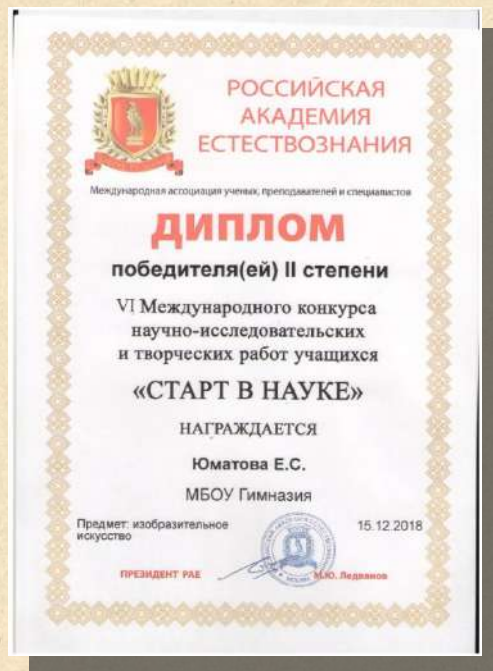 РОССИЙСКАЯ
АКАДЕМИЯ
ЕСТЕСТВОЗНАНИЯ
Международная ассоциация ученых, преподавателей и специалистов
ДИПЛОМ
победителя(ей) II степени
VI Международного конкурса
научно-исследовательских
и творческих работ учащихся
«СТАРТ В НАУКЕ»
НАГРАЖДАЕТСЯ
Юматова Е.С.
МБОУ Гимназия
Предмет: изобразительное
искусство
15.12.2018
ПРЕЗИДЕНТ РАЕ
М.Ю. Ледванов